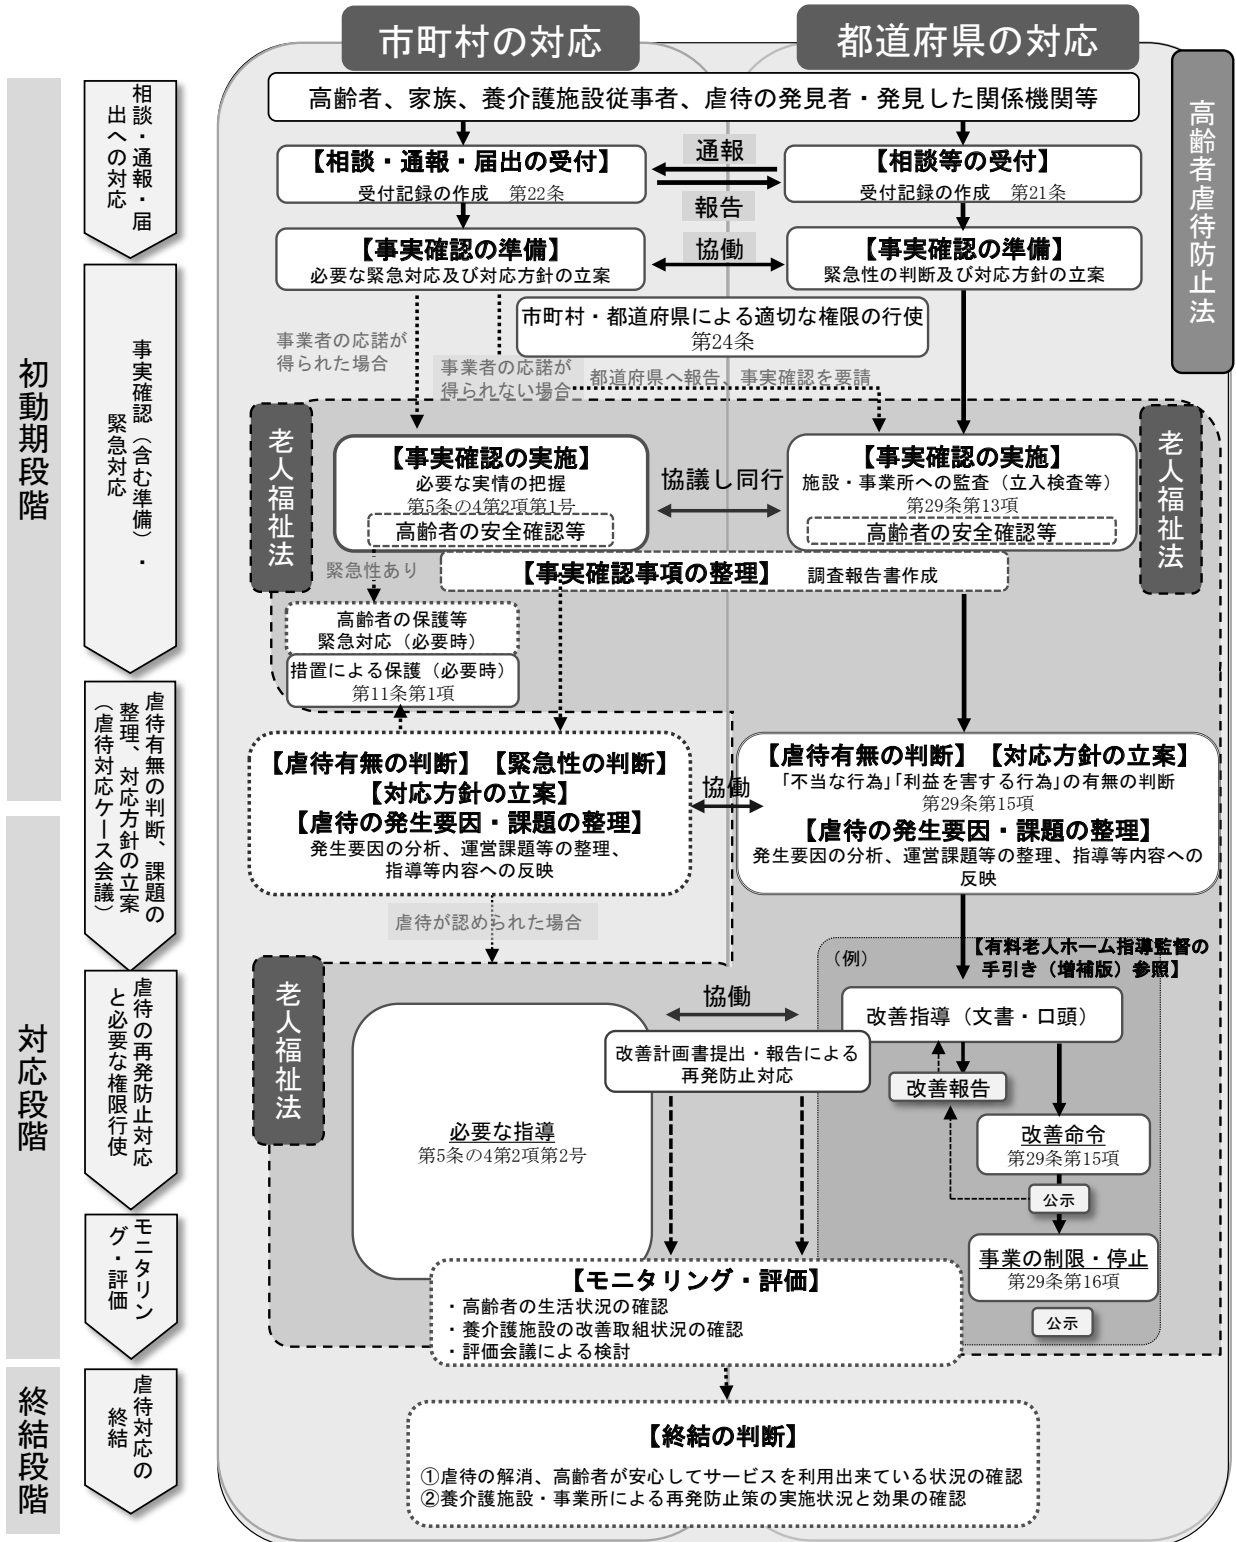 市町村の対応
都道府県の対応
高齢者虐待防止法
初動期段階
対応段階
終結段階
相談・通報・届
出への対応
事実確認（含む準備）・
緊急対応
虐待有無の判断、課題の
整理、対応方針の立案
（虐待対応ケース会議）
虐待の再発防止対応
と必要な権限行使
モニタリン
グ・評価
虐待対応の
終結
高齢者、家族、養介護施設従事者、虐待の発見者・発見した関係機関等
【相談・通報・届出の受付】
受付記録の作成　第22条
通報
報告
【相談等の受付】
受付記録の作成　第21条
【事実確認の準備】
必要な緊急対応及び対応方針の立案
協働
【事実確認の準備】
緊急性の判断及び対応方針の立案
市町村・都道府県による適切な権限の行使
第24条
事業者の応諾が
得られた場合
事業者の応諾が
得られない場合
都道府県へ報告、事実確認を要請
老人福祉法
老人福祉法
【事実確認の実施】
必要な実情の把握
第5条の4第2項第1号
高齢者の安全確認等
協議し同行
【事実確認の実施】
施設・事業所への監査（立入検査等）
第29条第13項
高齢者の安全確認等
緊急性あり
【事実確認事項の整理】　調査報告書作成
高齢者の保護等
緊急対応（必要時）
措置による保護（必要時）
第11条第1項
【虐待有無の判断】【緊急性の判断】
【対応方針の立案】
【虐待の発生要因・課題の整理】
発生要因の分析、運営課題等の整理、
指導等内容への反映
協働
【虐待有無の判断】【対応方針の立案】
「不当な行為」「利益を害する行為」の有無の判断
第29条第15項
【虐待の発生要因・課題の整理】
発生要因の分析、運営課題等の整理、指導等内容への
反映
虐待が認められた場合
老人福祉法
（例）
【有料老人ホーム指導監督の
手引き（増補版）参照】
協働
改善指導（文書・口頭）
改善計画書提出・報告による
再発防止対応
改善報告
必要な指導
第5条の4第2項第2号
改善命令
第29条第15項
公示
事業の制限・停止
第29条第16項
公示
【モニタリング・評価】
・高齢者の生活状況の確認
・養介護施設の改善取組状況の確認
・評価会議による検討
【終結の判断】
①虐待の解消、高齢者が安心してサービスを利用出来ている状況の確認
②養介護施設・事業所による再発防止策の実施状況と効果の確認